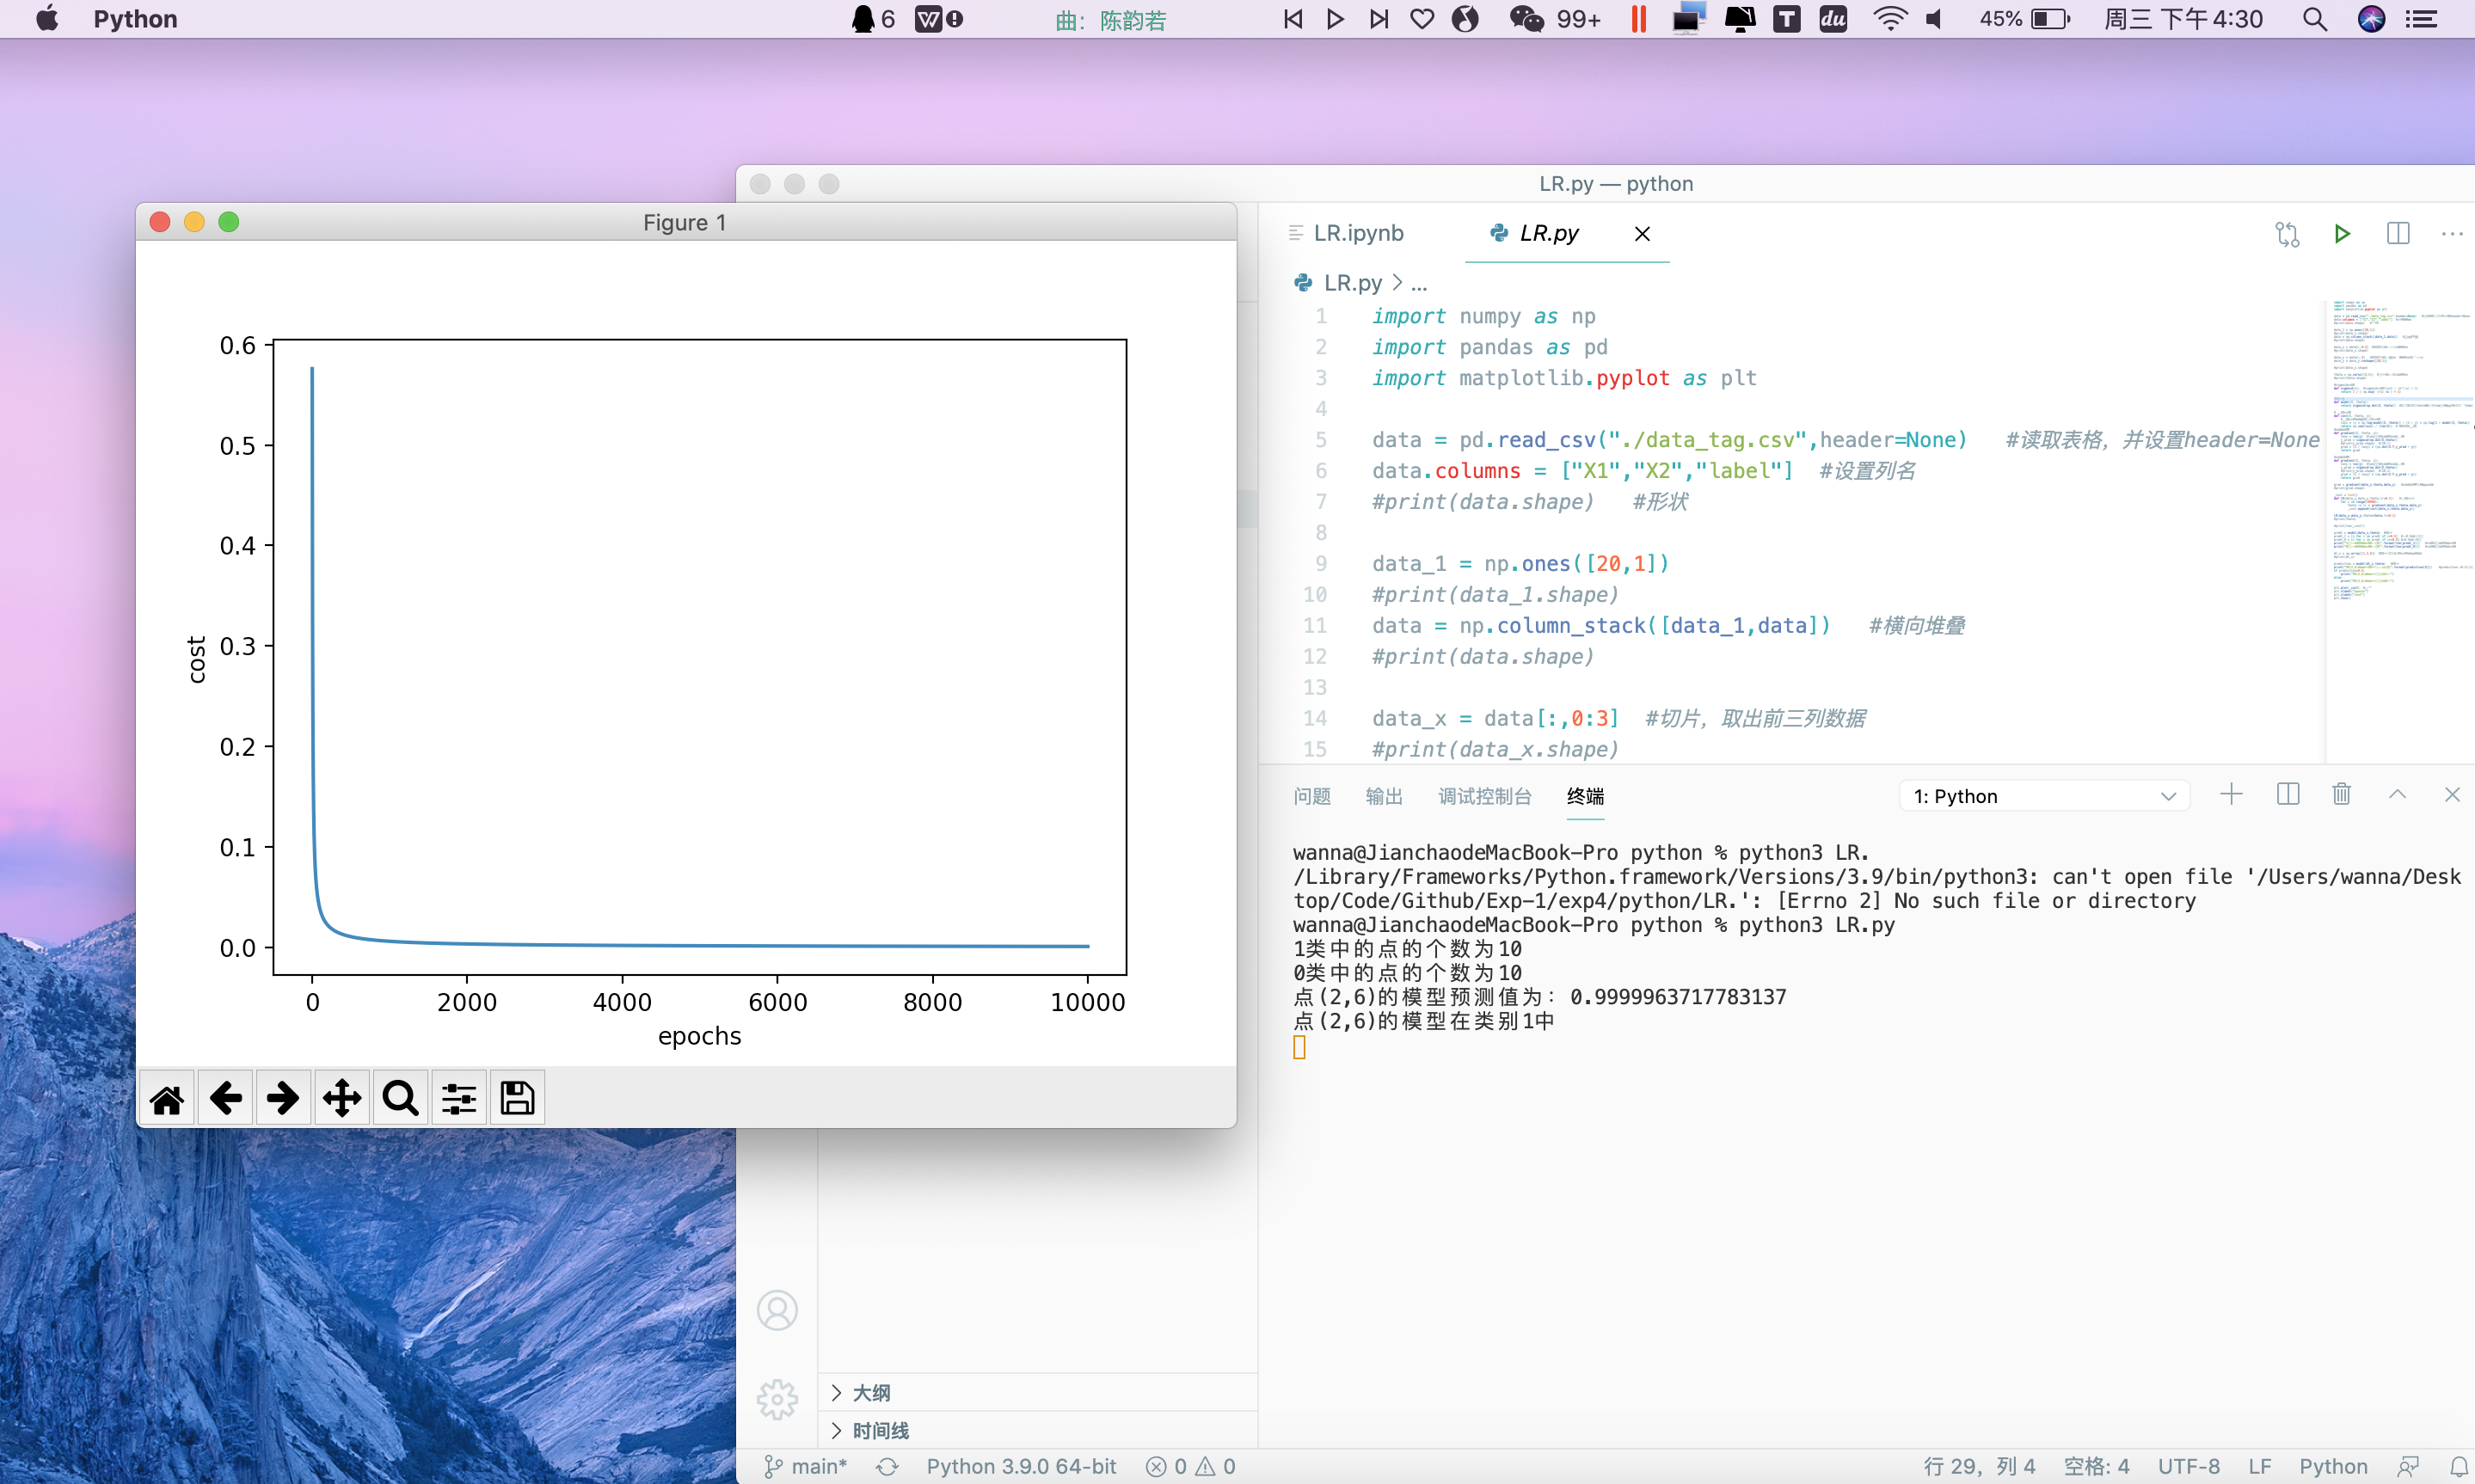 Python
6
曲：陈韵若
99+
T
du
45%
周三 下午4:30
LR.py — python
Figure 1
0.6
0.5
0.4
0.3
0.2
0.1
0.0
cost
0 2000 4000 6000 8000 10000
epochs
LR.ipynb
LR.py
LR.py > ...
1 import numpy as np
2 import pandas as pd
3 import matplotlib.pyplot as plt
4
5 data = pd.read_csv("./data_tag.csv",header=None) #读取表格，并设置header=None
6 data.columns = ["X1","X2","label"] #设置列名
7 #print(data.shape) #形状
8
9 data_1 = np.ones([20,1])
10 #print(data_1.shape)
11 data = np.column_stack([data_1,data]) #横向堆叠
12 #print(data.shape)
13
14 data_x = data[:,0:3] #切片，取出前三列数据
15 #print(data_x.shape)
问题 输出 调试控制台 终端
1: Python
wanna@JianchaodeMacBook-Pro python % python3 LR.
/Library/Frameworks/Python.framework/Versions/3.9/bin/python3: can't open file '/Users/wanna/Desk
top/Code/Github/Exp-1/exp4/python/LR.': [Errno 2] No such file or directory
wanna@JianchaodeMacBook-Pro python % python3 LR.py
1类中的点的个数为10
0类中的点的个数为10
点(2,6)的模型预测值为：0.9999963717783137
点(2,6)的模型在类别1中
大纲
时间线
main*
Python 3.9.0 64-bit
0 0
行 29，列 4
空格: 4
UTF-8
LF
Python